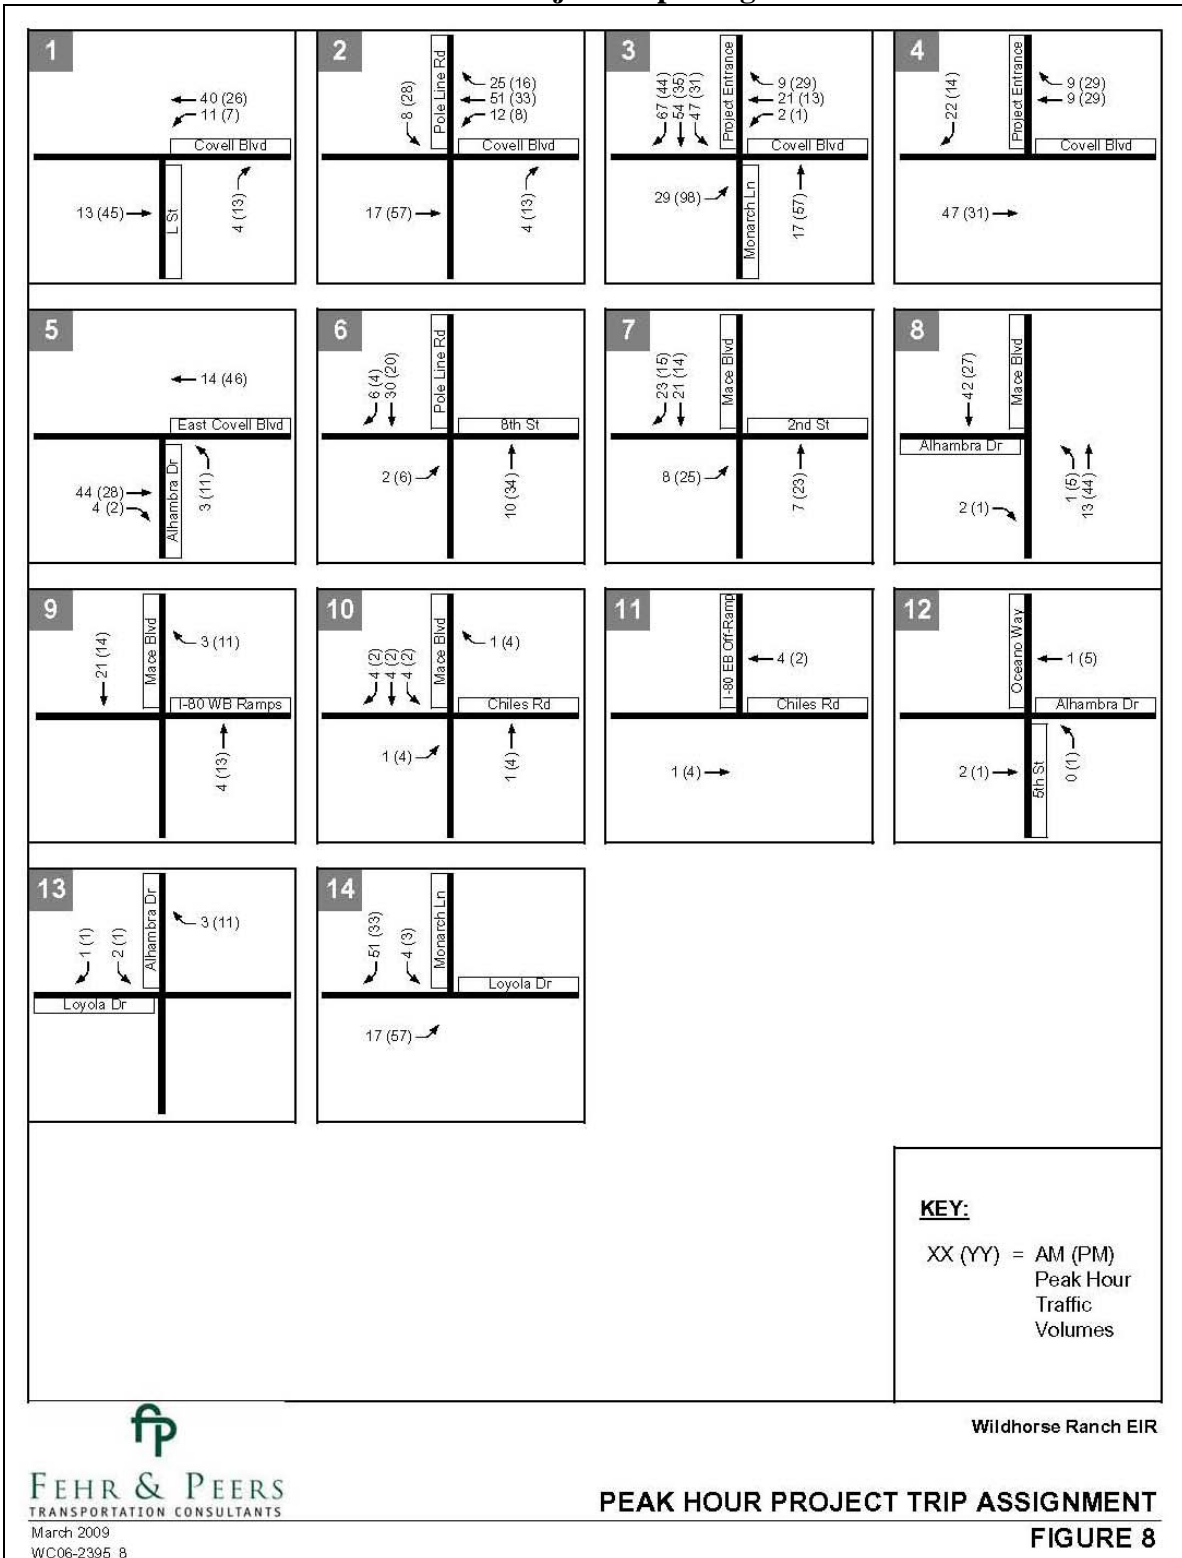 1
40 (26)
11 (7)
Covell Blvd
13 (45)
L St
4 (13)
2
8 (28)
Pole Line Rd
25 (16)
51 (33)
12 (8)
Covell Blvd
17 (57)
4 (13)
3
67 (44)
54 (35)
47 (31)
Project Entrance
9 (29)
21 (13)
2 (1)
Covell Blvd
29 (98)
Monarch Ln
17 (57)
4
22 (14)
Project Entrance
9 (29)
9 (29)
Covell Blvd
47 (31)
5
14 (46)
East Covell Blvd
44 (28)
4 (2)
Alhambra Dr
3 (11)
6
6 (4)
30 (20)
Pole Line Rd
8th St
2 (6)
10 (34)
7
23 (15)
21 (14)
Mace Blvd
2nd St
8 (25)
7 (23)
8
42 (27)
Mace Blvd
Alhambra Dr
2 (1)
1 (5)
13 (44)
9
21 (14)
Mace Blvd
3 (11)
I-80 WB Ramps
4 (13)
10
4 (2)
4 (2)
4 (2)
Mace Blvd
1 (4)
Chiles Rd
1 (4)
1 (4)
11
I-80 EB Off-Ramp
4 (2)
Chiles Rd
1 (4)
12
Oceano Way
1 (5)
Alhambra Dr
2 (1)
5th St
0 (1)
13
1 (1)
2 (1)
Alhambra Dr
3 (11)
Loyola Dr
14
51 (33)
4 (3)
Monarch Ln
Loyola Dr
17 (57)
KEY:
XX (YY) = AM (PM)
Peak Hour
Traffic
Volumes
fp
Wildhorse Ranch EIR
FEHR & PEERS
TRANSPORTATION CONSULTANTS
PEAK HOUR PROJECT TRIP ASSIGNMENT
March 2009
FIGURE 8
WC06-2395_8